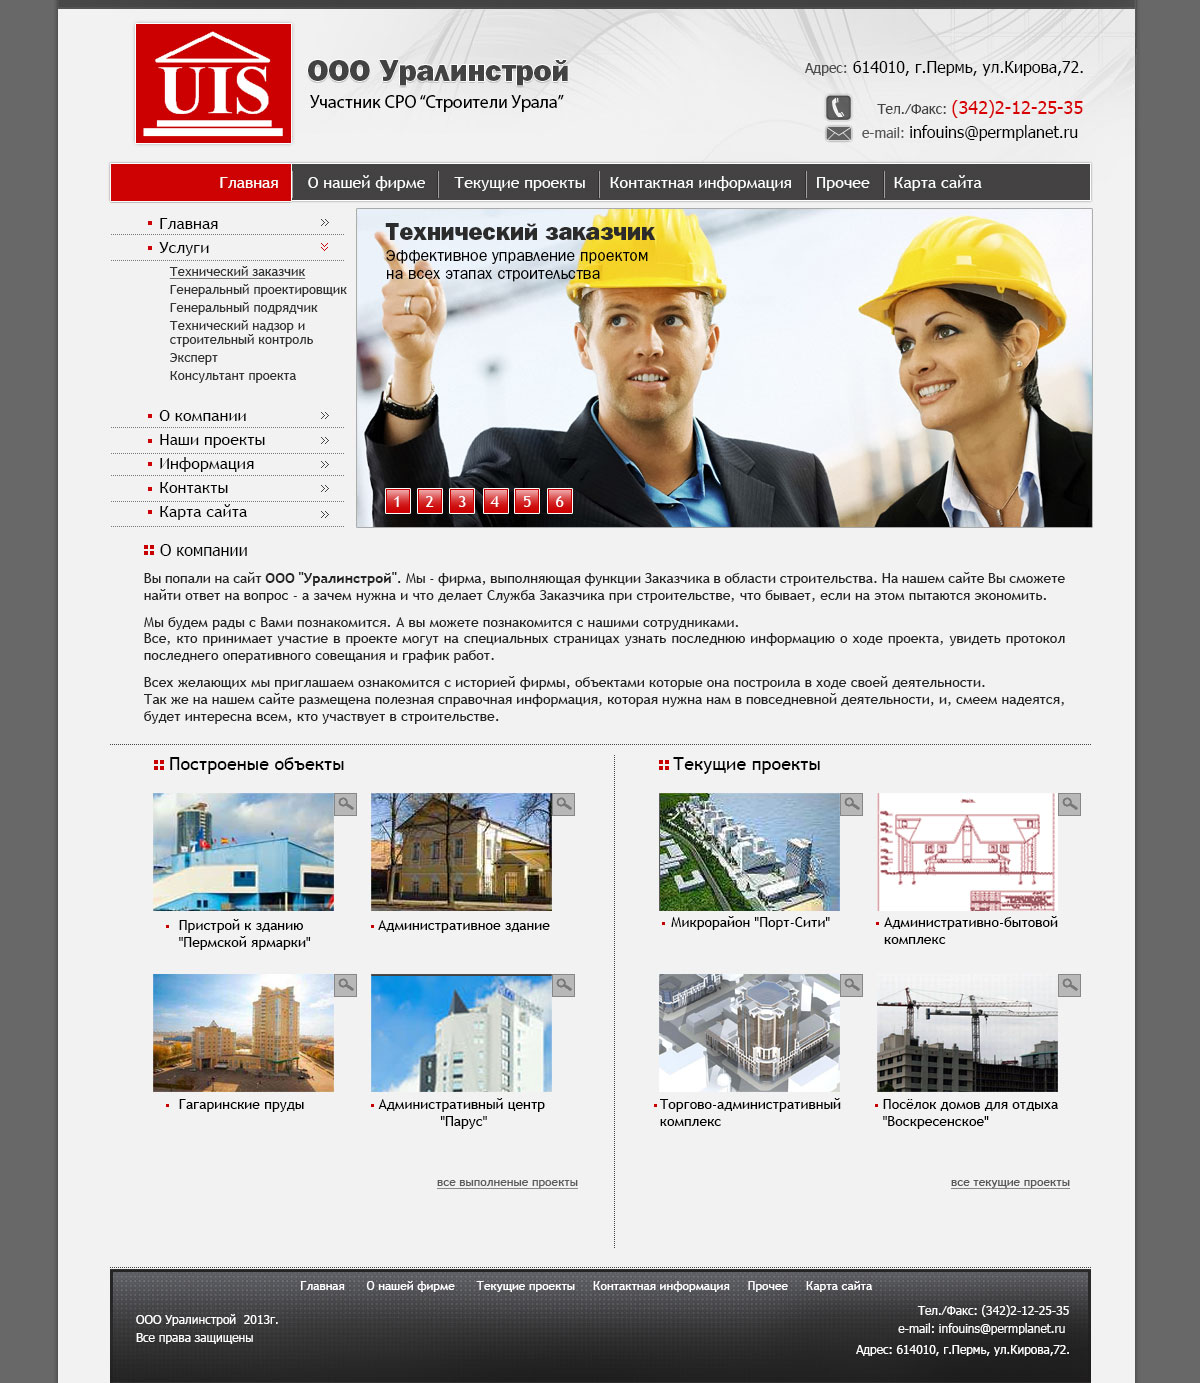 UIS
ООО Уралинстрой
Участник СРО “Строители Урала”
Адрес: 614010, г.Пермь, ул.Кирова,72.
Тел./Факс: (342)2-12-25-35
e-mail: infouins@permplanet.ru
Главная О нашей фирме Текущие проекты Контактная информация Прочее Карта сайта
Главная
Услуги
Технический заказчик
Генеральный проектировщик
Генеральный подрядчик
Технический надзор и
строительный контроль
Эксперт
Консультант проекта
О компании
Наши проекты
Информация
Контакты
Карта сайта
Технический заказчик
Эффективное управление проектом
на всех этапах строительства
1 2 3 4 5 6
О компании
Вы попали на сайт ООО "Уралинстрой". Мы - фирма, выполняющая функции Заказчика в области строительства. На нашем сайте Вы сможете
найти ответ на вопрос - а зачем нужна и что делает Служба Заказчика при строительстве, что бывает, если на этом пытаются экономить.
Мы будем рады с Вами познакомится. А вы можете познакомится с нашими сотрудниками.
Все, кто принимает участие в проекте могут на специальных страницах узнать последнюю информацию о ходе проекта, увидеть протокол
последнего оперативного совещания и график работ.
Всех желающих мы приглашаем ознакомится с историей фирмы, объектами которые она построила в ходе своей деятельности.
Так же на нашем сайте размещена полезная справочная информация, которая нужна нам в повседневной деятельности, и, смеем надеятся,
будет интересна всем, кто участвует в строительстве.
Построеные объекты
Пристрой к зданию
"Пермской ярмарки"
Административное здание
Гагаринские пруды
Административный центр
"Парус"
все выполненые проекты
Текущие проекты
Микрорайон "Порт-Сити"
Административно-бытовой
комплекс
Торгово-административный
комплекс
Посёлок домов для отдыха
"Воскресенское"
все текущие проекты
Главная О нашей фирме Текущие проекты Контактная информация Прочее Карта сайта
ООО Уралинстрой 2013г.
Все права защищены
Тел./Факс: (342)2-12-25-35
e-mail: infouins@permplanet.ru
Адрес: 614010, г.Пермь, ул.Кирова,72.